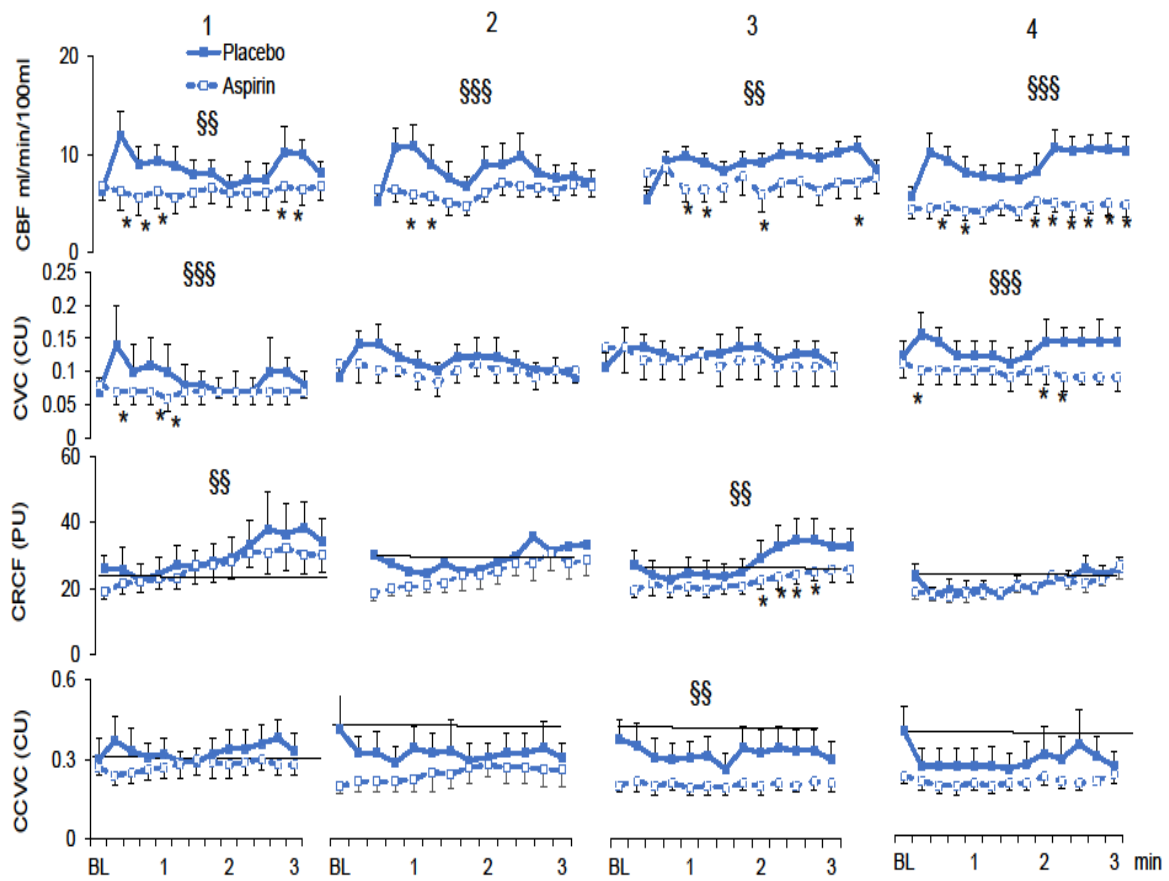 1 2 3 4
Placebo
Aspirin
CBF ml/min/100ml
20
10
0
§§ §§§ §§ §§§
* * * * * * * * * * * * * * * * * *
CVC (CU)
0.25
0.2
0.15
0.1
0.05
0
§§§ §§§
* * * * * *
CRCF (PU)
60
40
20
0
§§ §§
* * * *
CCVC (CU)
0.6
0.3
0
§§
BL 1 2 3 BL 1 2 3 BL 1 2 3 BL 1 2 3 min